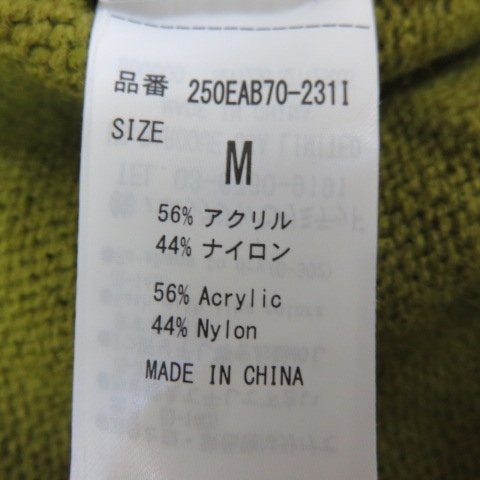 品番 250EAB70-231I
SIZE
M
56% アクリル
44% ナイロン
56% Acrylic
44% Nylon
MADE IN CHINA